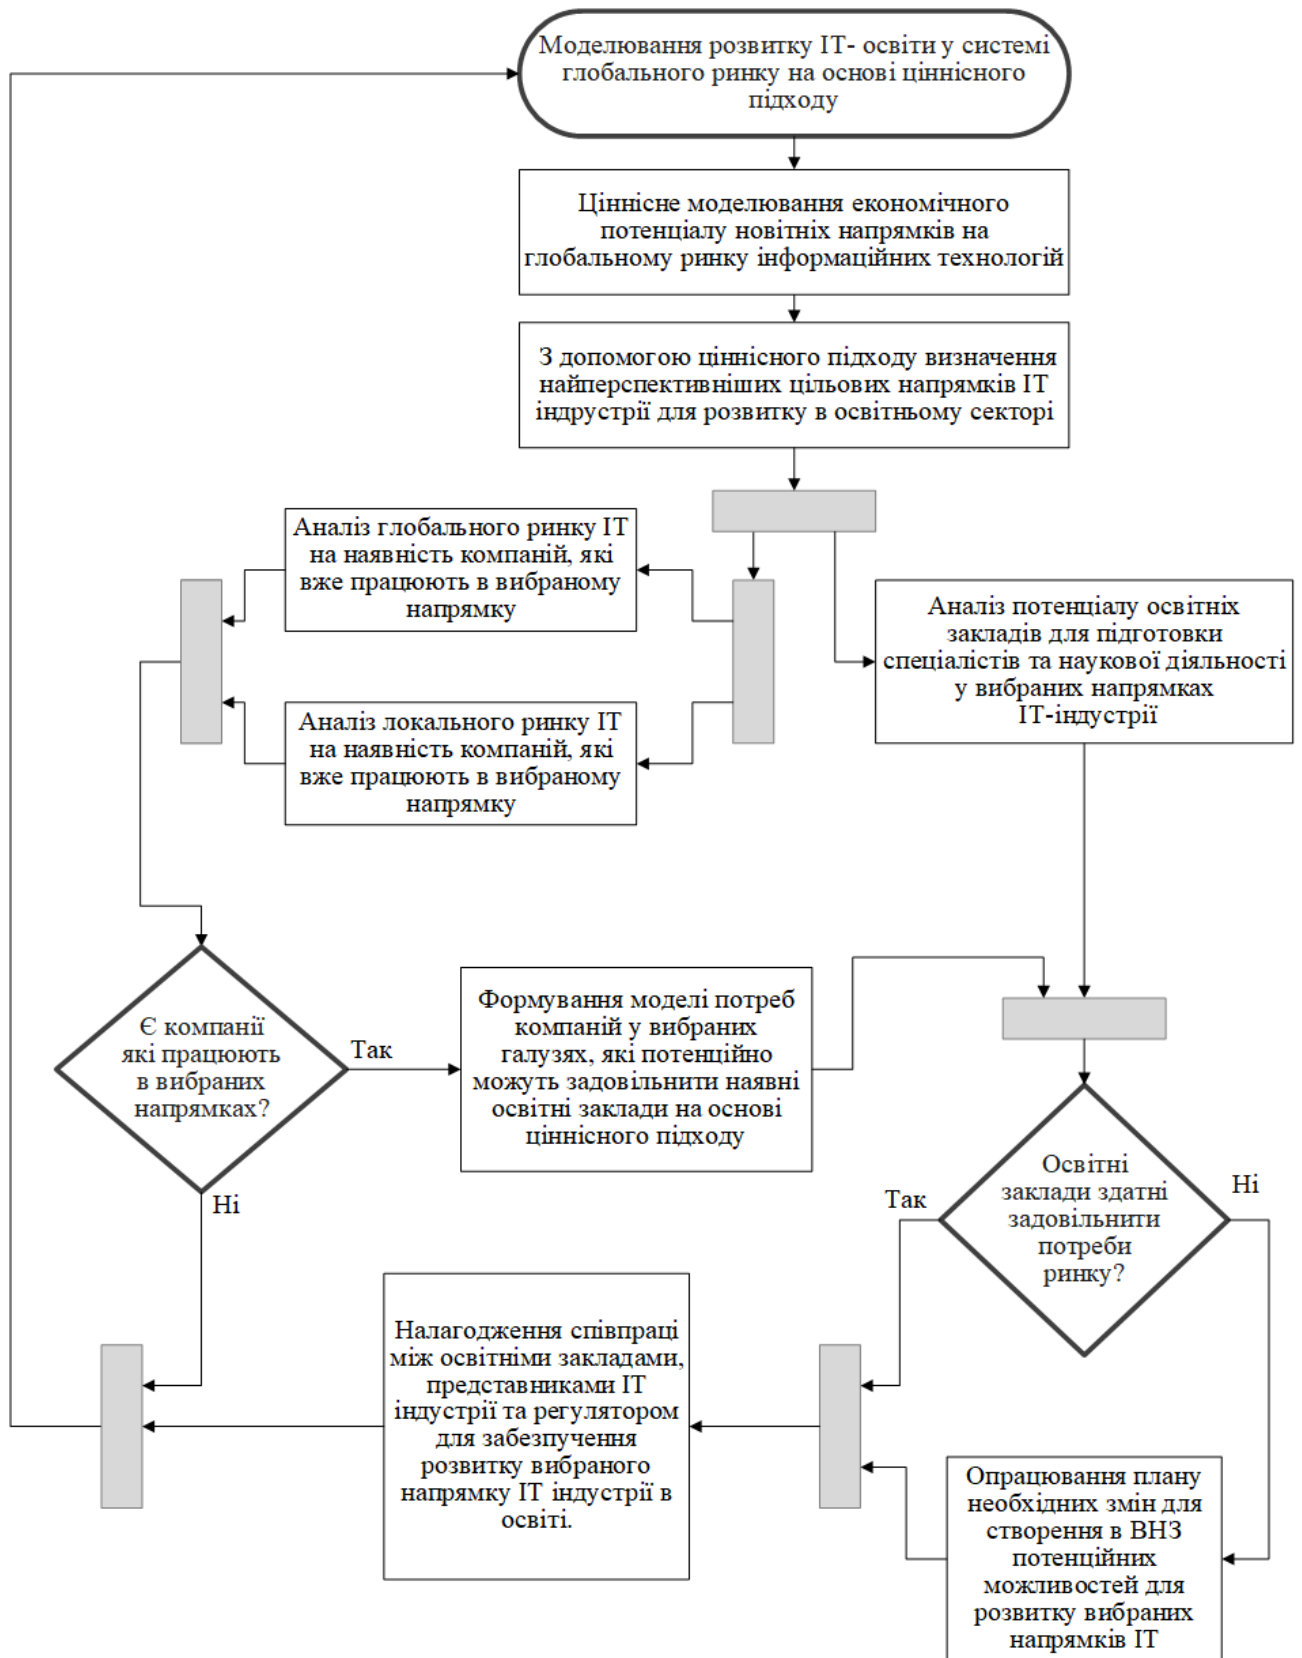 Моделювання розвитку ІТ- освіти у системі
глобального ринку на основі ціннісного
підходу
Ціннісне моделювання економічного
потенціалу новітніх напрямків на
глобальному ринку інформаційних технологій
З допомогою ціннісного підходу визначення
найперспективніших цільових напрямків ІТ
індрустрії для розвитку в освітньому секторі
Аналіз глобального ринку ІТ
на наявність компаній, які
вже працюють в вибраному
напрямку
Аналіз потенціалу освітніх
закладів для підготовки
спеціалістів та наукової діяльності
у вибраних напрямках
ІТ-індустрії
Аналіз локального ринку ІТ
на наявність компаній, які
вже працюють в вибраному
напрямку
Є компанії
які працюють
в вибраних
напрямках?
Так
Формування моделі потреб
компаній у вибраних
галузях, які потенційно
можуть задовільнити наявні
освітні заклади на основі
ціннісного підходу
Ні
Освітні
заклади здатні
задовільнити
потреби
ринку?
Так
Ні
Налагодження співпраці
між освітніми закладами,
представниками ІТ
індустрії та регулятором
для забезпучення
розвитку вибраного
напрямку ІТ індустрії в
освіті.
Опрацювання плану
необхідних змін для
створення в ВНЗ
потенційних
можливостей для
розвитку вибраних
напрямків ІТ